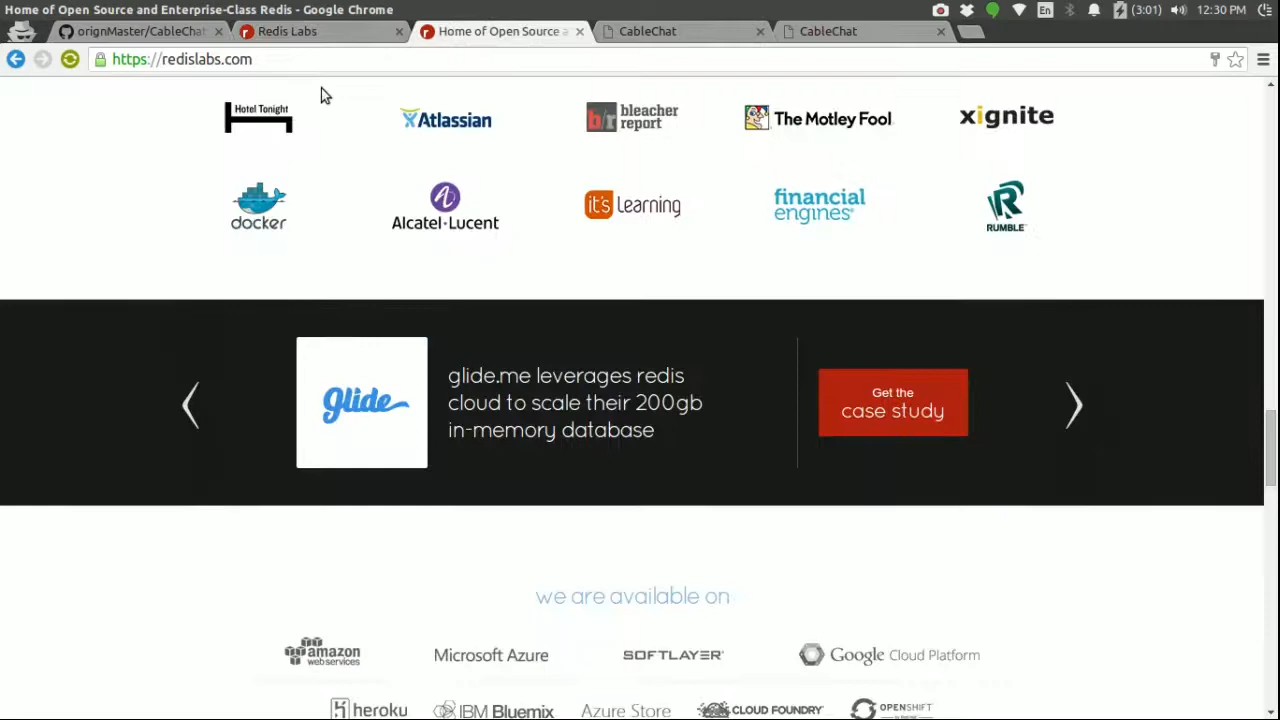 Home of Open Source and Enterprise-Class Redis - Google Chrome
En (3:01) 12:30 PM
orignMaster/CableChat
Redis Labs
Home of Open Source a
CableChat
CableChat
https://redislabs.com
Hotel Tonight
Atlassian
b/r bleacher report
The Motley Fool
xignite
docker
Alcatel·Lucent
it's Learning
financial engines®
R RUMBLE™
glide
glide.me leverages redis
cloud to scale their 200gb
in-memory database
Get the
case study
we are available on
amazon webservices
Microsoft Azure
SOFTLAYER
Google Cloud Platform
heroku
IBM Bluemix
Azure Store
CLOUD FOUNDRY
OPENSHIFT